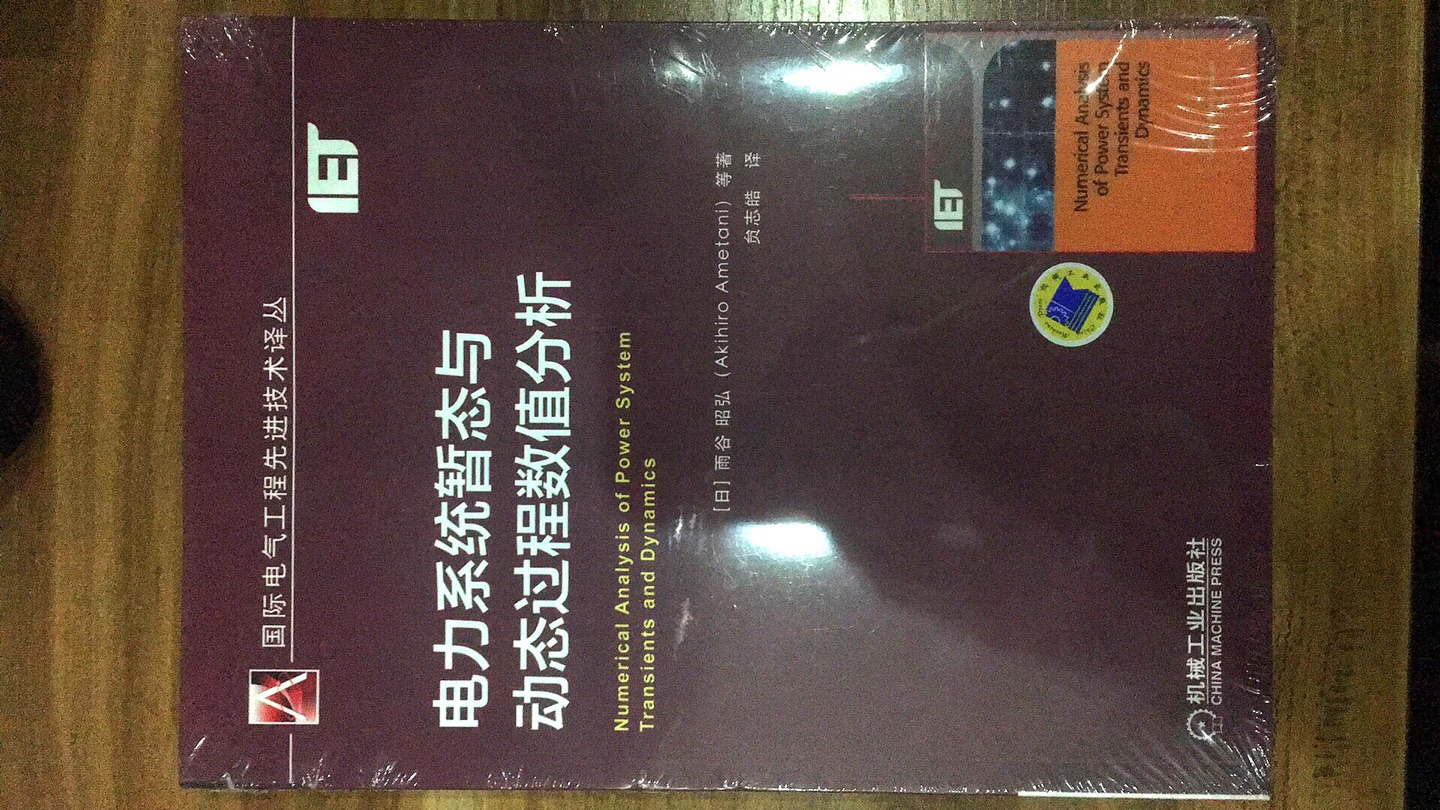 国际电气工程先进技术译丛
IET
电力系统暂态与
动态过程数值分析
Numerical Analysis of Power System
Transients and Dynamics
[日] 雨谷 昭弘 (Akihiro Ametani) 等著
贠志皓 译
IET
Numerical Analysis
of Power System
Transients and
Dynamics
机械工业出版社
CHINA MACHINE PRESS